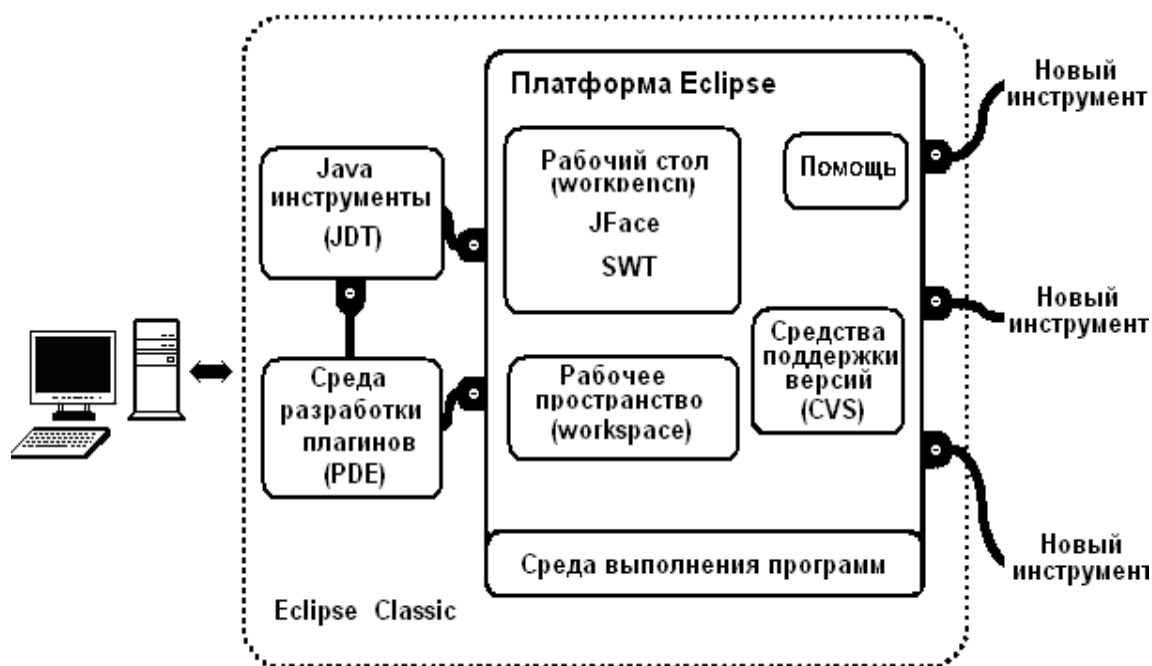 Платформа Eclipse
Новый
инструмент
Java
инструменты
(JDT)
Рабочий стол
(workbench)
JFace
SWT
Помощь
Новый
инструмент
Среда
разработки
плагинов
(PDE)
Рабочее
пространство
(workspace)
Средства
поддержки
версий
(CVS)
Новый
инструмент
Среда выполнения программ
Eclipse Classic